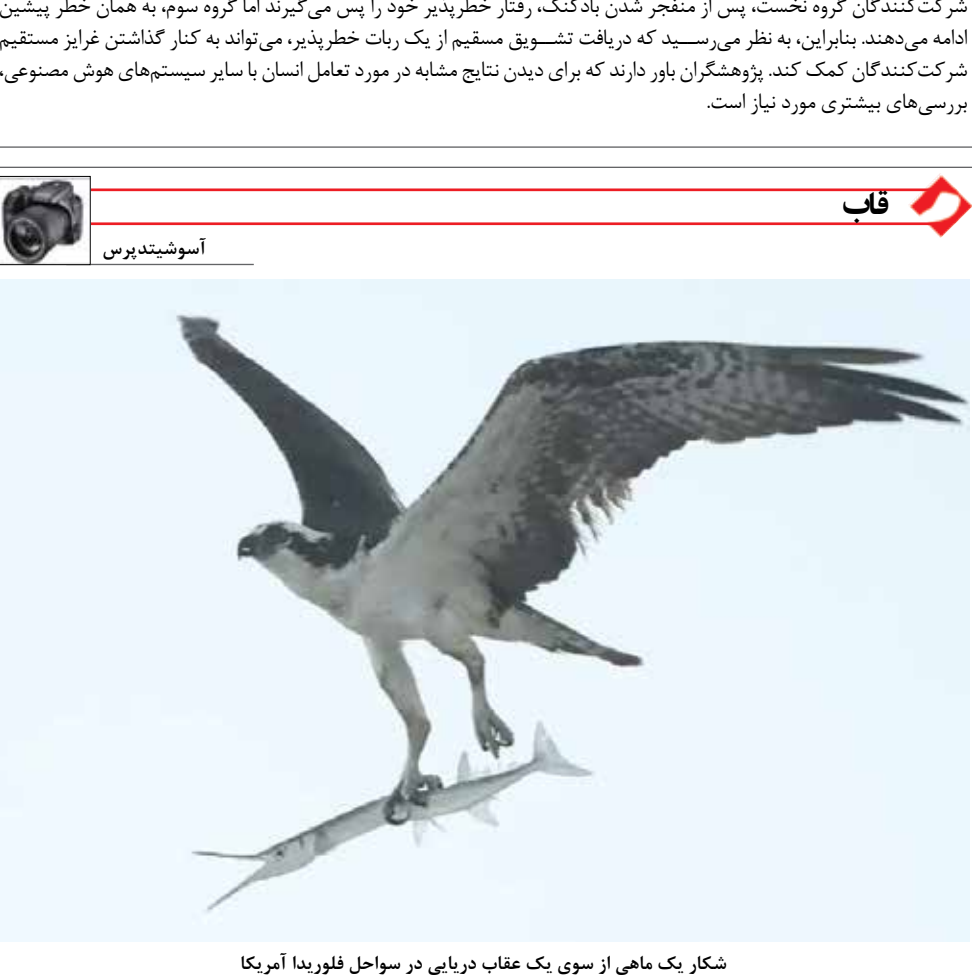 شرکت‌کنندگان گروه نخست، پس از منفجر شدن بادکنک، رفتار خطرپذیر خود را پس می‌گیرند اما گروه سوم، به همان خطر پیشین
ادامه می‌دهند. بنابراین، به نظر می‌رسد که دریافت تشویق مسقیم از یک ربات خطرپذیر، می‌تواند به کنار گذاشتن غرایز مستقیم
شرکت‌کنندگان کمک کند. پژوهشگران باور دارند که برای دیدن نتایج مشابه در مورد تعامل انسان با سایر سیستم‌های هوش مصنوعی،
بررسی‌های بیشتری مورد نیاز است.
قاب
آسوشیتدپرس
شکار یک ماهی از سوی یک عقاب دریایی در سواحل فلوریدا آمریکا